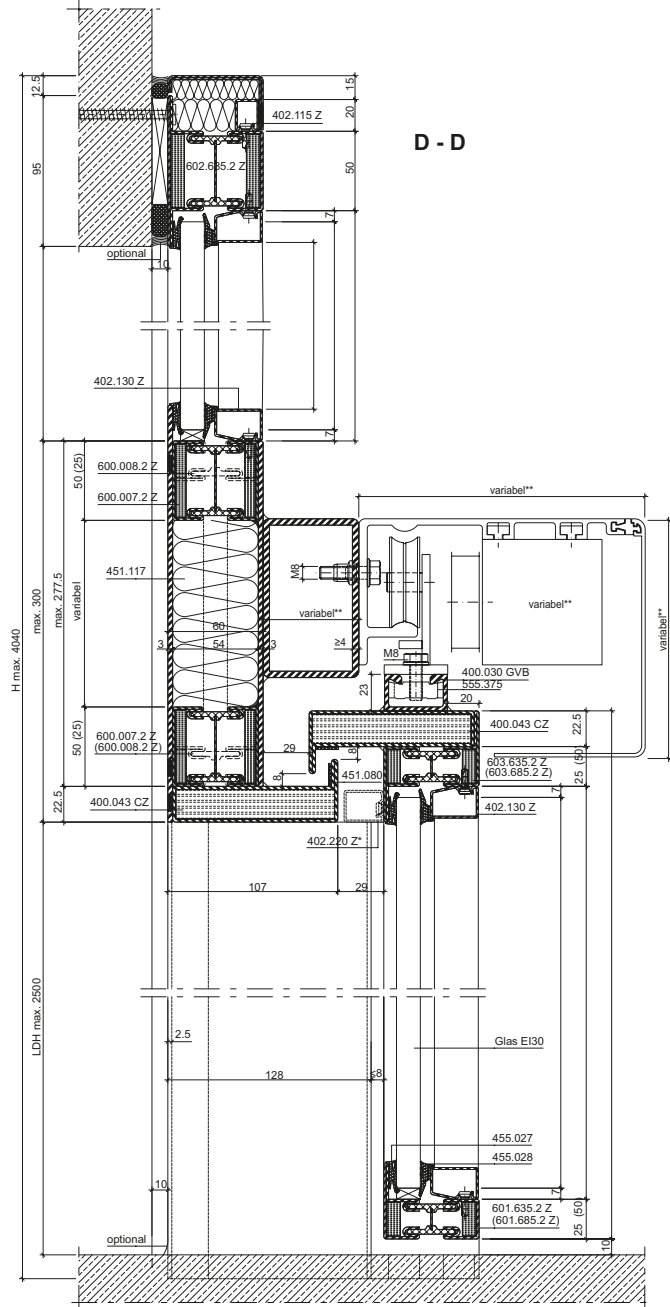 12.5
15
20
402.115 Z
D - D
602.685.2 Z
95
50
7
optional
10
402.130 Z
7
50 (25)
600.008.2 Z
600.007.2 Z
variabel**
451.117
M8
variabel**
variabel**
variabel**
H max. 4040
max. 300
max. 277.5
variabel
60
3
54
3
≥4
M8
400.030 GVB
555.375
23
20
400.043 CZ
22.5
600.007.2 Z
(600.008.2 Z)
50 (25)
29
8
8
451.080
603.635.2 Z
(603.685.2 Z)
25 (50)
7
22.5
400.043 CZ
402.130 Z
402.220 Z*
107
29
LDH max. 2500
2.5
Glas EI30
128
≤8
455.027
455.028
10
7
601.635.2 Z
(601.685.2 Z)
25 (50)
optional
10